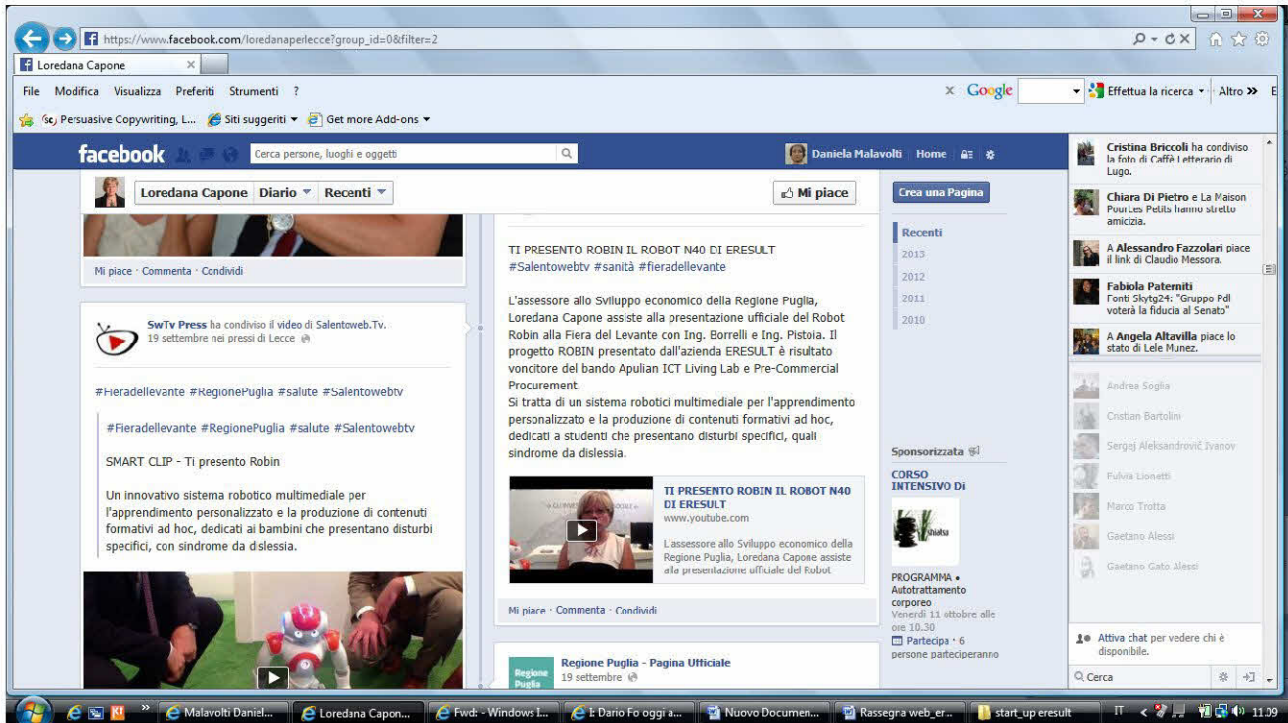 https://www.facebook.com/loredanaperlecce?group_id=0&filter=2
Loredana Capone
File Modifica Visualizza Preferiti Strumenti ?
Google
Effettua la ricerca
Altro
Persuasive Copywriting, L...
Siti suggeriti
Get more Add-ons
facebook
Cerca persone, luoghi e oggetti
Daniela Malavolti
Home
Loredana Capone
Diario
Recenti
Mi piace
Mi piace · Commenta · Condividi
SwTv Press ha condiviso il video di Salentoweb.Tv.
19 settembre nei pressi di Lecce
#Fieradellevante #RegionePuglia #salute #Salentowebtv
#Fieradellevante #RegionePuglia #salute #Salentowebtv
SMART CLIP - Ti presento Robin
Un innovativo sistema robotico multimediale per
l'apprendimento personalizzato e la produzione di contenuti
formativi ad hoc, dedicati ai bambini che presentano disturbi
specifici, con sindrome da dislessia.
TI PRESENTO ROBIN IL ROBOT N40 DI ERESULT
#Salentowebtv #sanità #fieradellevante
L'assessore allo Sviluppo economico della Regione Puglia,
Loredana Capone assiste alla presentazione ufficiale del Robot
Robin alla Fiera del Levante con Ing. Borrelli e Ing. Pistoia. Il
progetto ROBIN presentato dall'azienda ERESULT è risultato
voncitore del bando Apulian ICT Living Lab e Pre-Commercial
Procurement
Si tratta di un sistema robotici multimediale per l'apprendimento
personalizzato e la produzione di contenuti formativi ad hoc,
dedicati a studenti che presentano disturbi specifici, quali
sindrome da dislessia.
TI PRESENTO ROBIN IL ROBOT N40
DI ERESULT
www.youtube.com
L'assessore allo Sviluppo economico della
Regione Puglia, Loredana Capone assiste
alla presentazione ufficiale del Robot
Mi piace · Commenta · Condividi
Regione
Puglia
Regione Puglia - Pagina Ufficiale
19 settembre
Crea una Pagina
Recenti
2013
2012
2011
2010
Sponsorizzata
CORSO
INTENSIVO Di
shiatsu
PROGRAMMA •
Autotrattamento
corporeo
Venerdì 11 ottobre alle
ore 10.30
Partecipa · 6
persone parteciperanno
Cristina Briccoli ha condiviso
la foto di Caffè Letterario di
Lugo.
Chiara Di Pietro e La Maison
Pources Petits hanno stretto
amicizia.
A Alessandro Fazzolari piace
il link di Claudio Messora.
Fabiola Paterniti
Fonti Skytg24: "Gruppo Pdl
voterà la fiducia al Senato"
A Angela Altavilla piace lo
stato di Lele Munez.
Andrea Soglia
Cristian Bartolini
Sergej Aleksandrovič Ivanov
Fulvia Lionetti
Marco Trotta
Gaetano Alessi
Gaetano Gato Alessi
Attiva chat per vedere chi è
disponibile.
Cerca
Malavolti Daniel...
Loredana Capon...
Fwd: - Windows I...
I: Dario Fo oggi a...
Nuovo Documen...
Rassegra web_er...
start_up eresult
IT
11.09